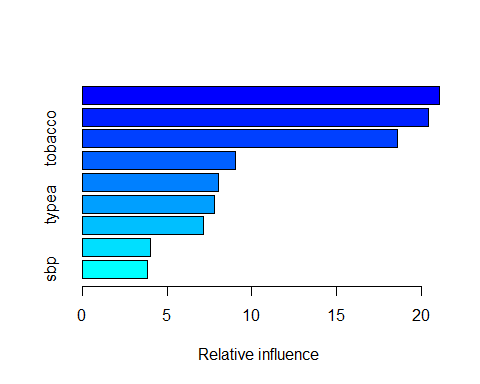 tobacco
typea
sbp
0 5 10 15 20
Relative influence